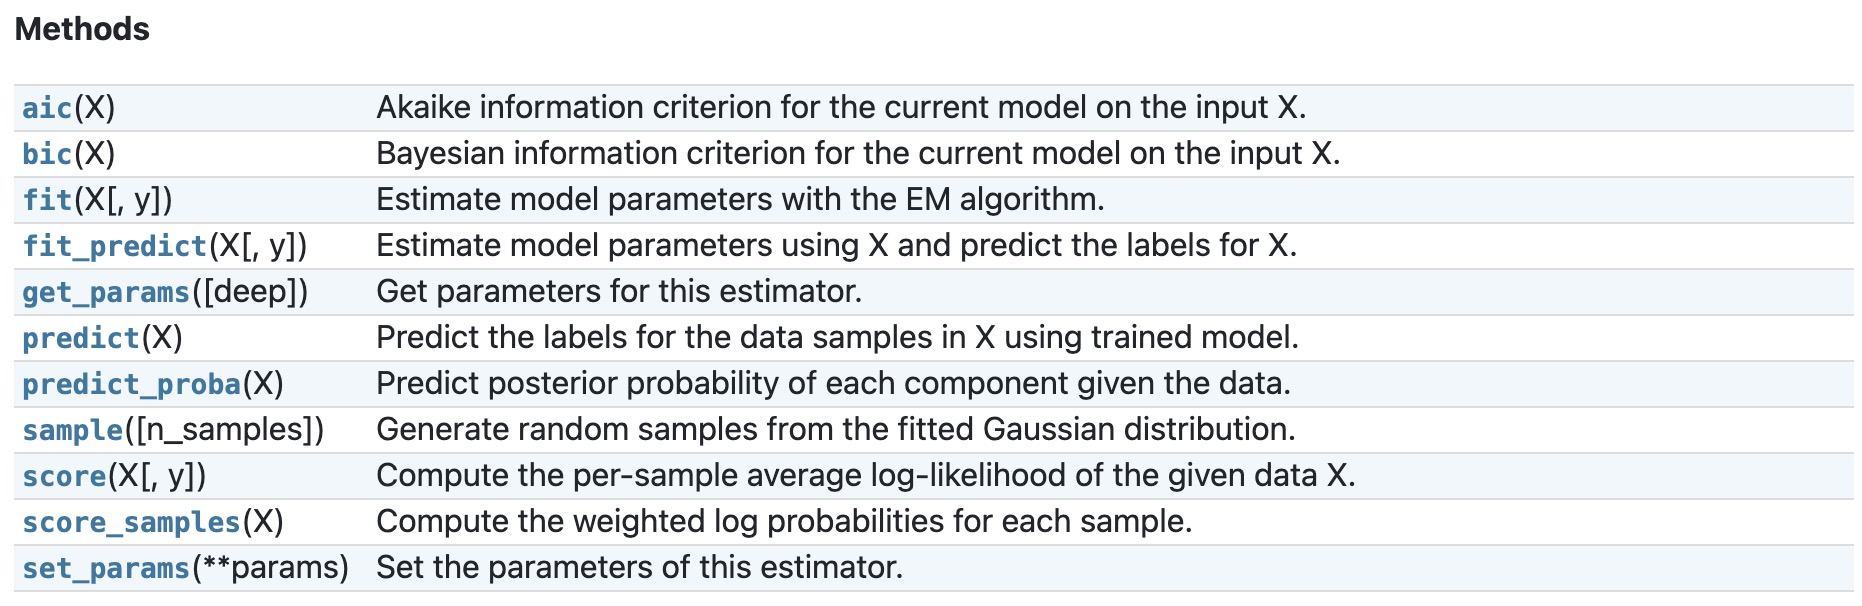 Methods
aic(X) Akaike information criterion for the current model on the input X.
bic(X) Bayesian information criterion for the current model on the input X.
fit(X[, y]) Estimate model parameters with the EM algorithm.
fit_predict(X[, y]) Estimate model parameters using X and predict the labels for X.
get_params([deep]) Get parameters for this estimator.
predict(X) Predict the labels for the data samples in X using trained model.
predict_proba(X) Predict posterior probability of each component given the data.
sample([n_samples]) Generate random samples from the fitted Gaussian distribution.
score(X[, y]) Compute the per-sample average log-likelihood of the given data X.
score_samples(X) Compute the weighted log probabilities for each sample.
set_params(**params) Set the parameters of this estimator.